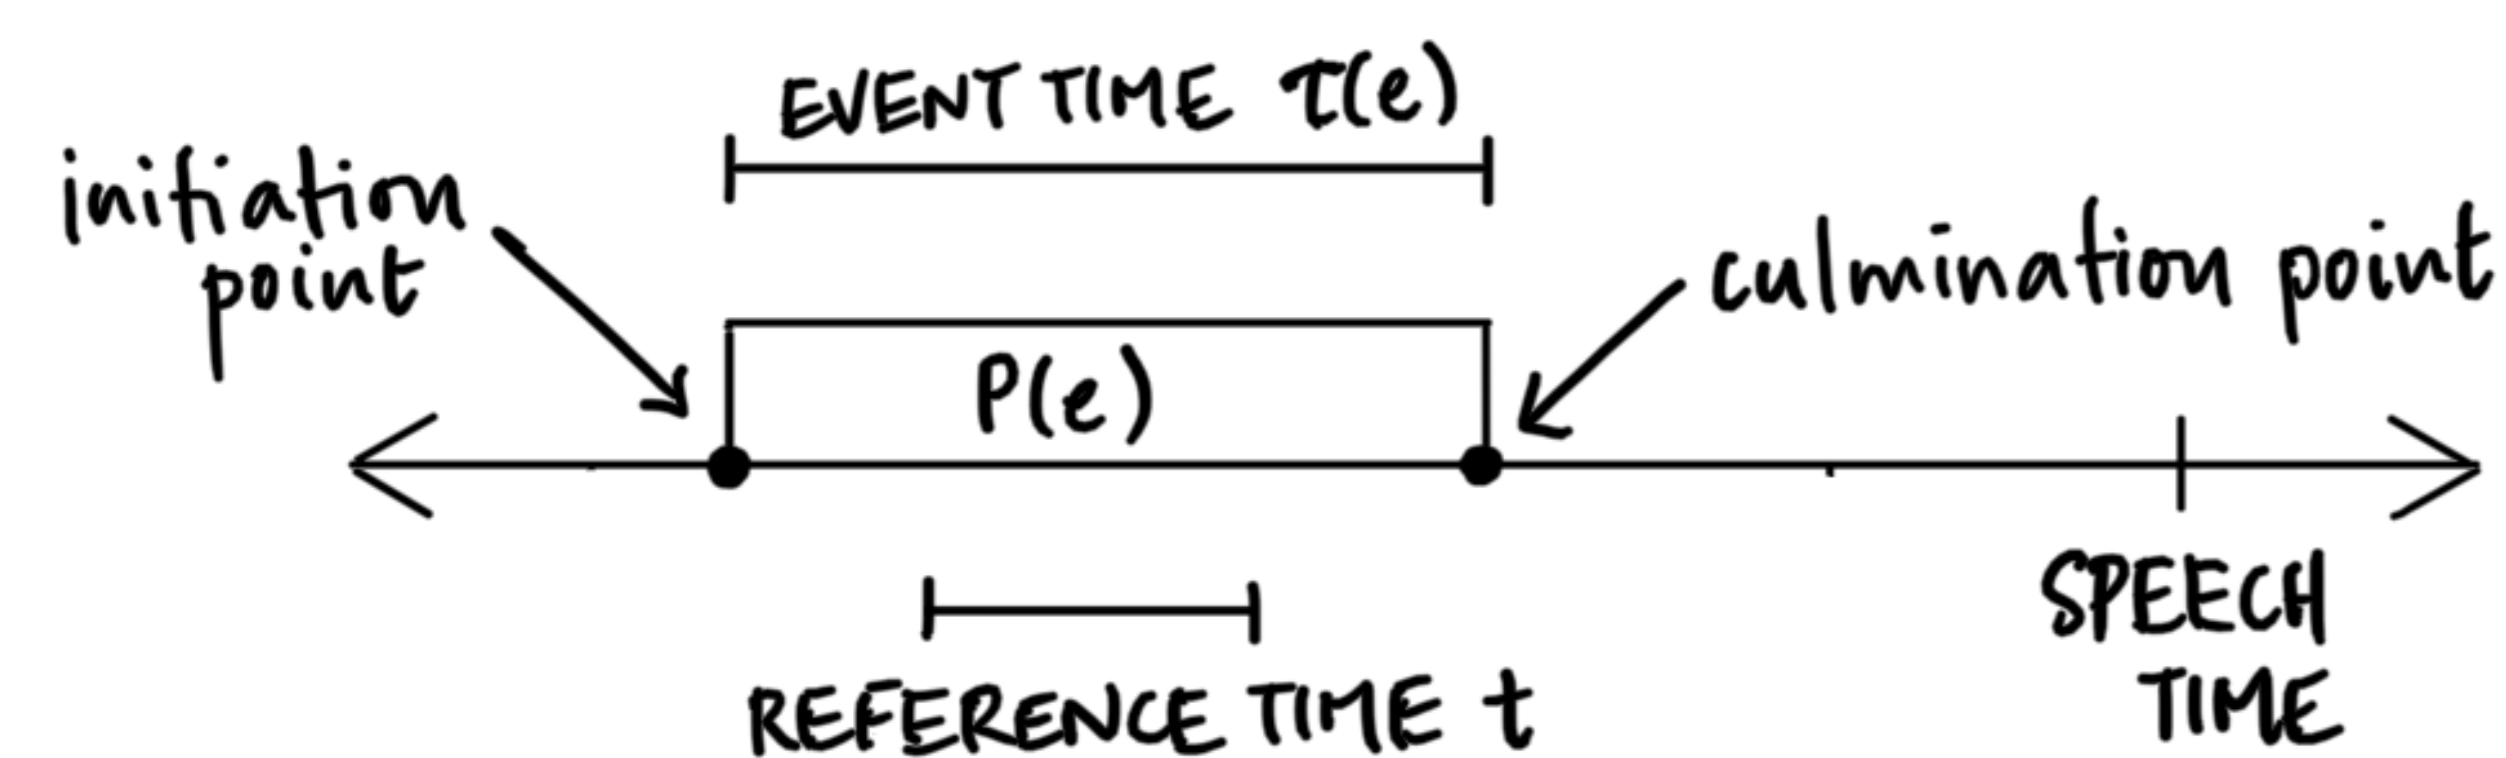 EVENT TIME τ(e)
initiation
point
culmination point
P(e)
SPEECH
TIME
REFERENCE TIME t